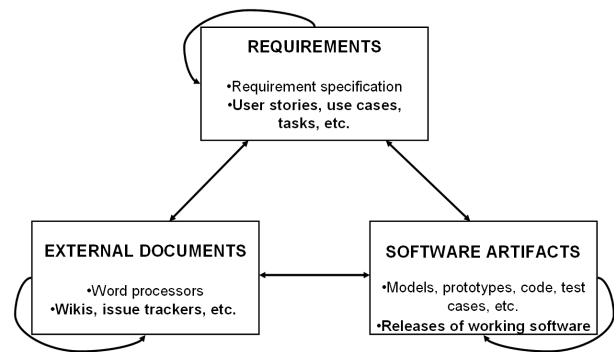 REQUIREMENTS
•Requirement specification
•User stories, use cases,
tasks, etc.
EXTERNAL DOCUMENTS
•Word processors
•Wikis, issue trackers, etc.
SOFTWARE ARTIFACTS
•Models, prototypes, code, test
cases, etc.
•Releases of working software